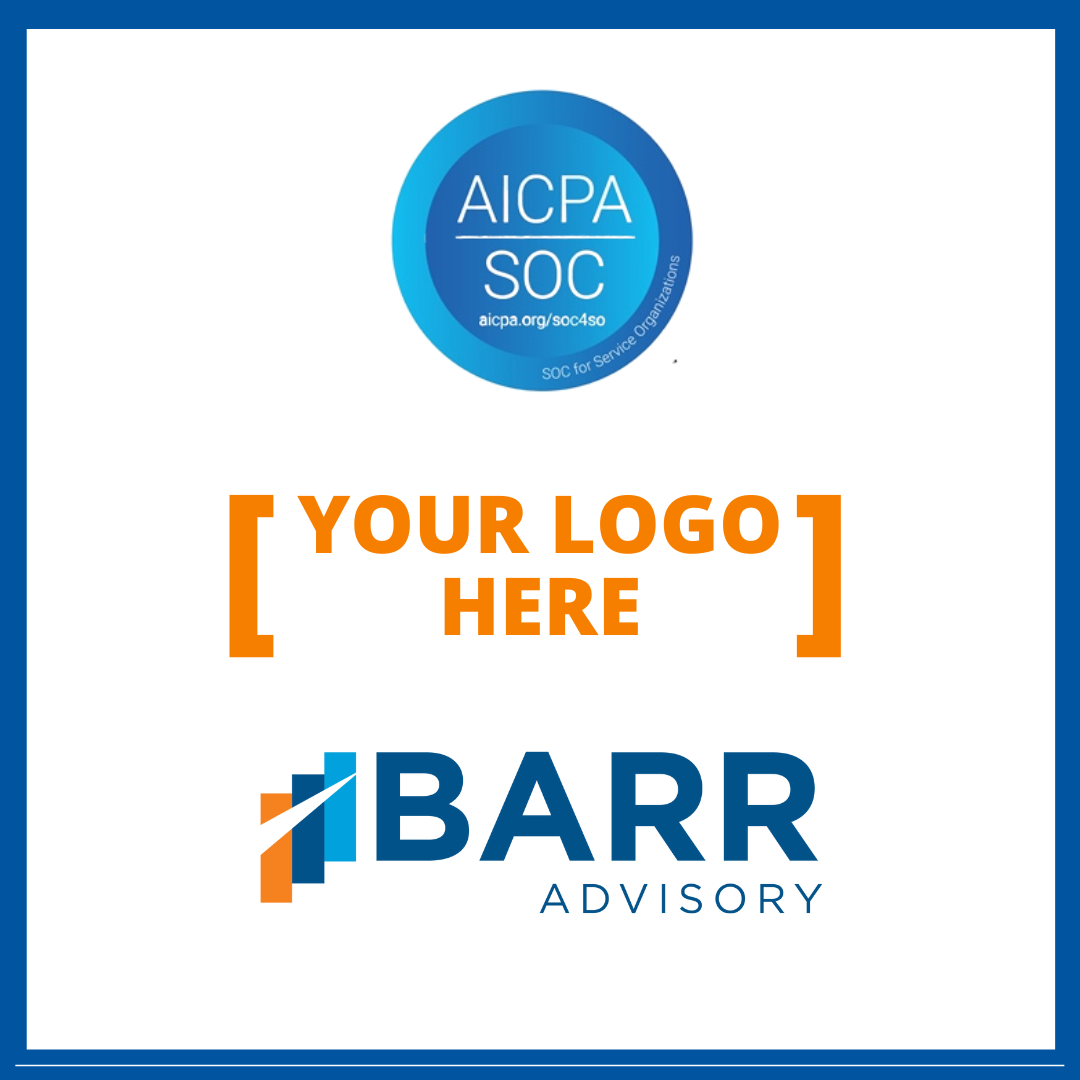 AICPA
SOC
aicpa.org/soc4so
SOC for Service Organizations
[ YOUR LOGO
HERE ]
BARR
ADVISORY